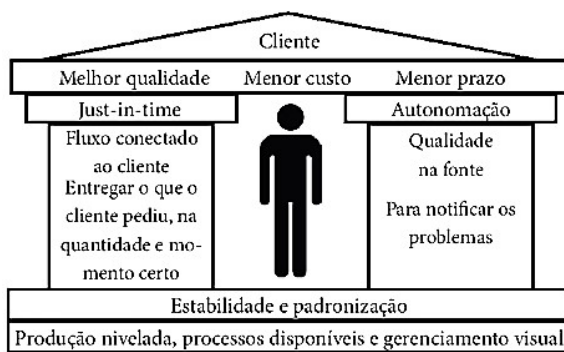 Cliente
Melhor qualidade Menor custo Menor prazo
Just-in-time
Fluxo conectado
ao cliente
Entregar o que o
cliente pediu, na
quantidade e mo-
mento certo
Autonomação
Qualidade
na fonte
Para notificar os
problemas
Estabilidade e padronização
Produção nivelada, processos disponíveis e gerenciamento visual